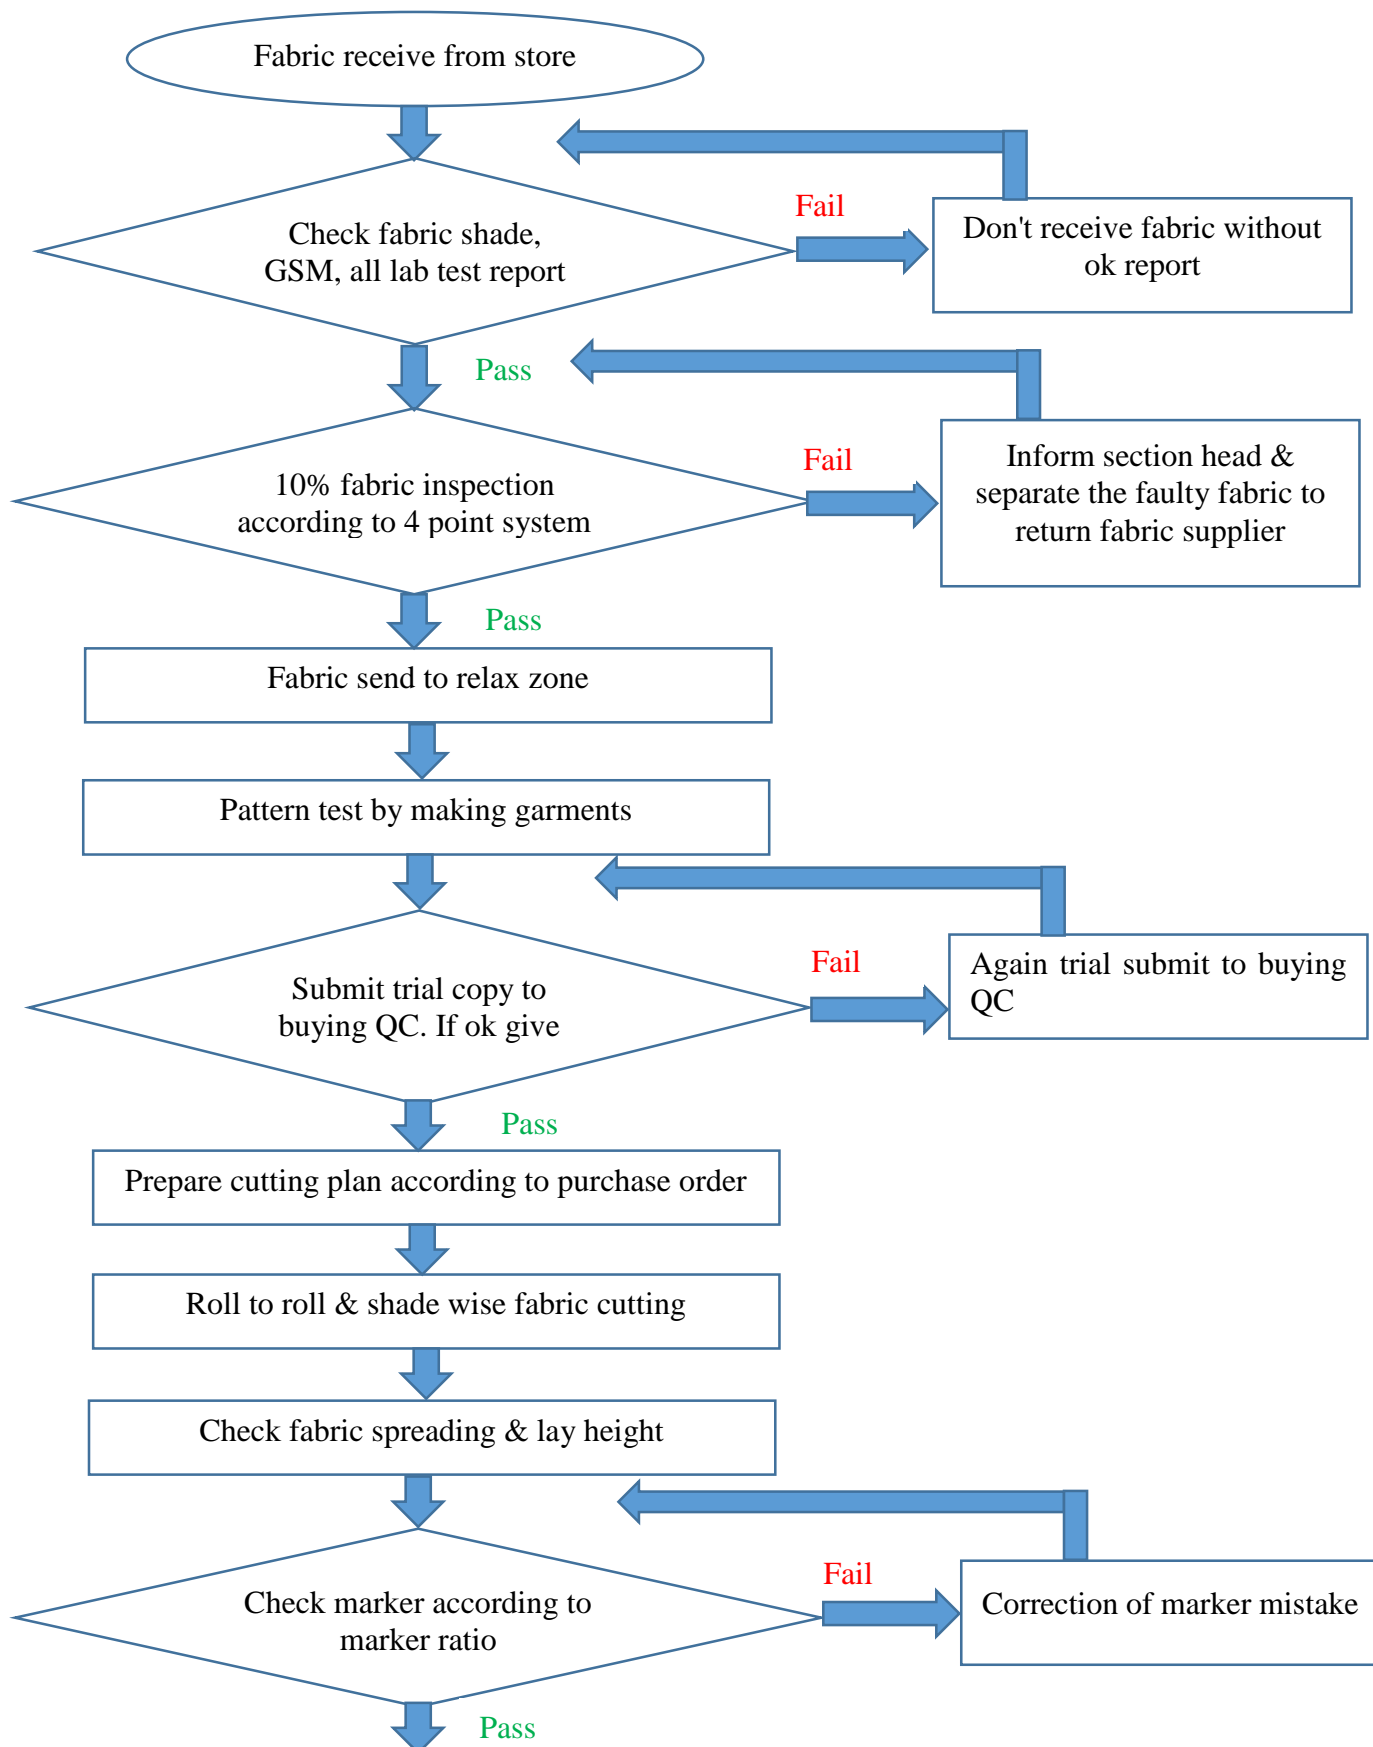 Fabric receive from store
Fail
Check fabric shade,
GSM, all lab test report
Don't receive fabric without
ok report
Pass
Fail
10% fabric inspection
according to 4 point system
Inform section head &
separate the faulty fabric to
return fabric supplier
Pass
Fabric send to relax zone
Pattern test by making garments
Fail
Submit trial copy to
buying QC. If ok give
Again trial submit to buying
QC
Pass
Prepare cutting plan according to purchase order
Roll to roll & shade wise fabric cutting
Check fabric spreading & lay height
Fail
Check marker according to
marker ratio
Correction of marker mistake
Pass